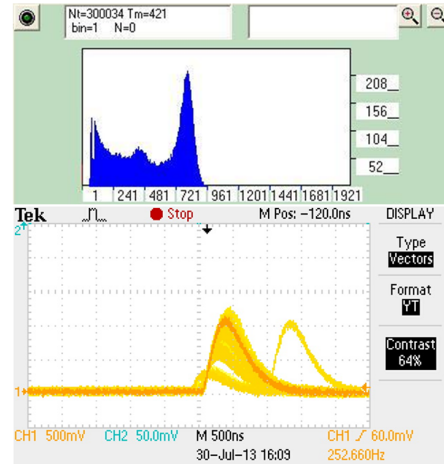 Nt=300034 Tm=421
bin=1 N=0
208
156
104
52
1 241 481 721 961 1201 1441 1681 1921
Tek Stop M Pos: -120.0ns DISPLAY
2
Type
Vectors
Format
YT
Contrast
64%
1
CH1 500mV CH2 50.0mV M 500ns CH1 60.0mV
30-Jul-13 16:09 252.660Hz